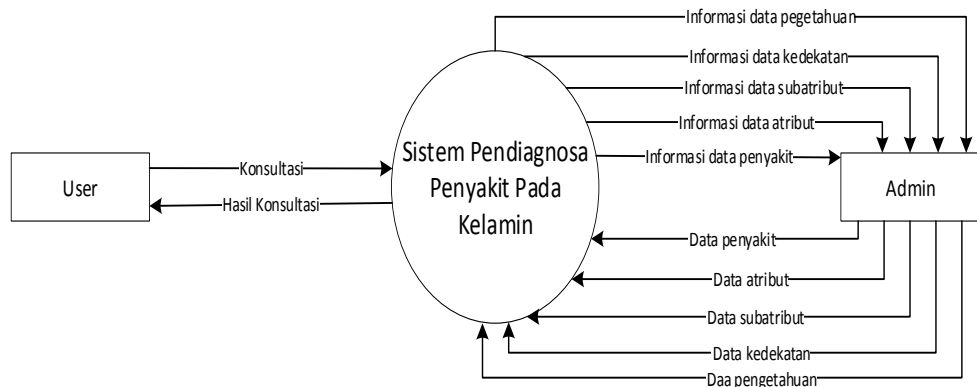 Informasi data pegetahuan
Informasi data kedekatan
Informasi data subatribut
Informasi data atribut
Informasi data penyakit
Sistem Pendiagnosa
Penyakit Pada
Kelamin
Konsultasi
User
Hasil Konsultasi
Admin
Data penyakit
Data atribut
Data subatribut
Data kedekatan
Daa pengetahuan